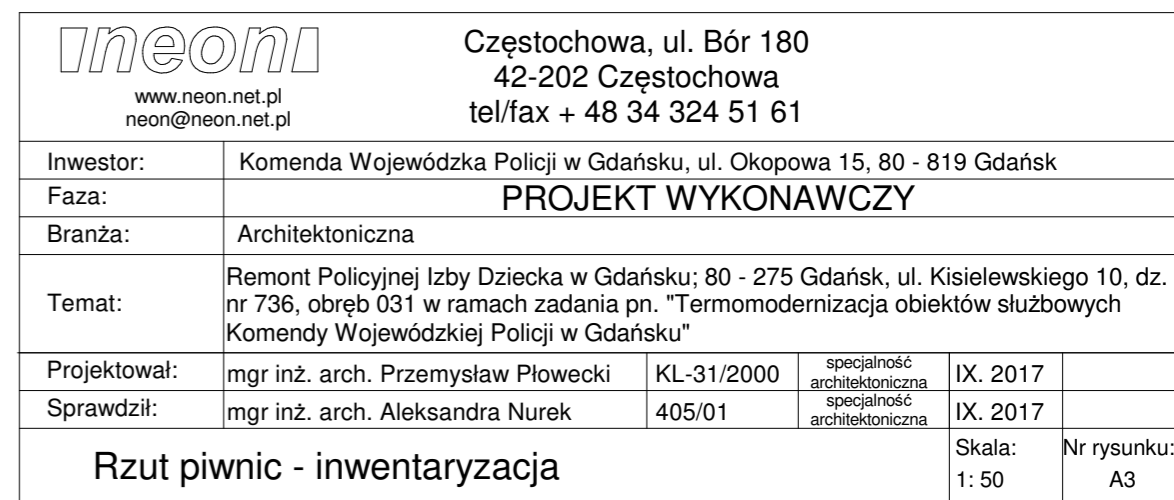 neon
www.neon.net.pl
neon@neon.net.pl
Częstochowa, ul. Bór 180
42-202 Częstochowa
tel/fax + 48 34 324 51 61
Inwestor: Komenda Wojewódzka Policji w Gdańsku, ul. Okopowa 15, 80 - 819 Gdańsk
Faza: PROJEKT WYKONAWCZY
Branża: Architektoniczna
Temat:
Remont Policyjnej Izby Dziecka w Gdańsku; 80 - 275 Gdańsk, ul. Kisielewskiego 10, dz.
nr 736, obręb 031 w ramach zadania pn. "Termomodernizacja obiektów służbowych
Komendy Wojewódzkiej Policji w Gdańsku"
Projektował: mgr inż. arch. Przemysław Płowecki KL-31/2000 specjalność architektoniczna IX. 2017
Sprawdził: mgr inż. arch. Aleksandra Nurek 405/01 specjalność architektoniczna IX. 2017
Rzut piwnic - inwentaryzacja
Skala:
1: 50
Nr rysunku:
A3